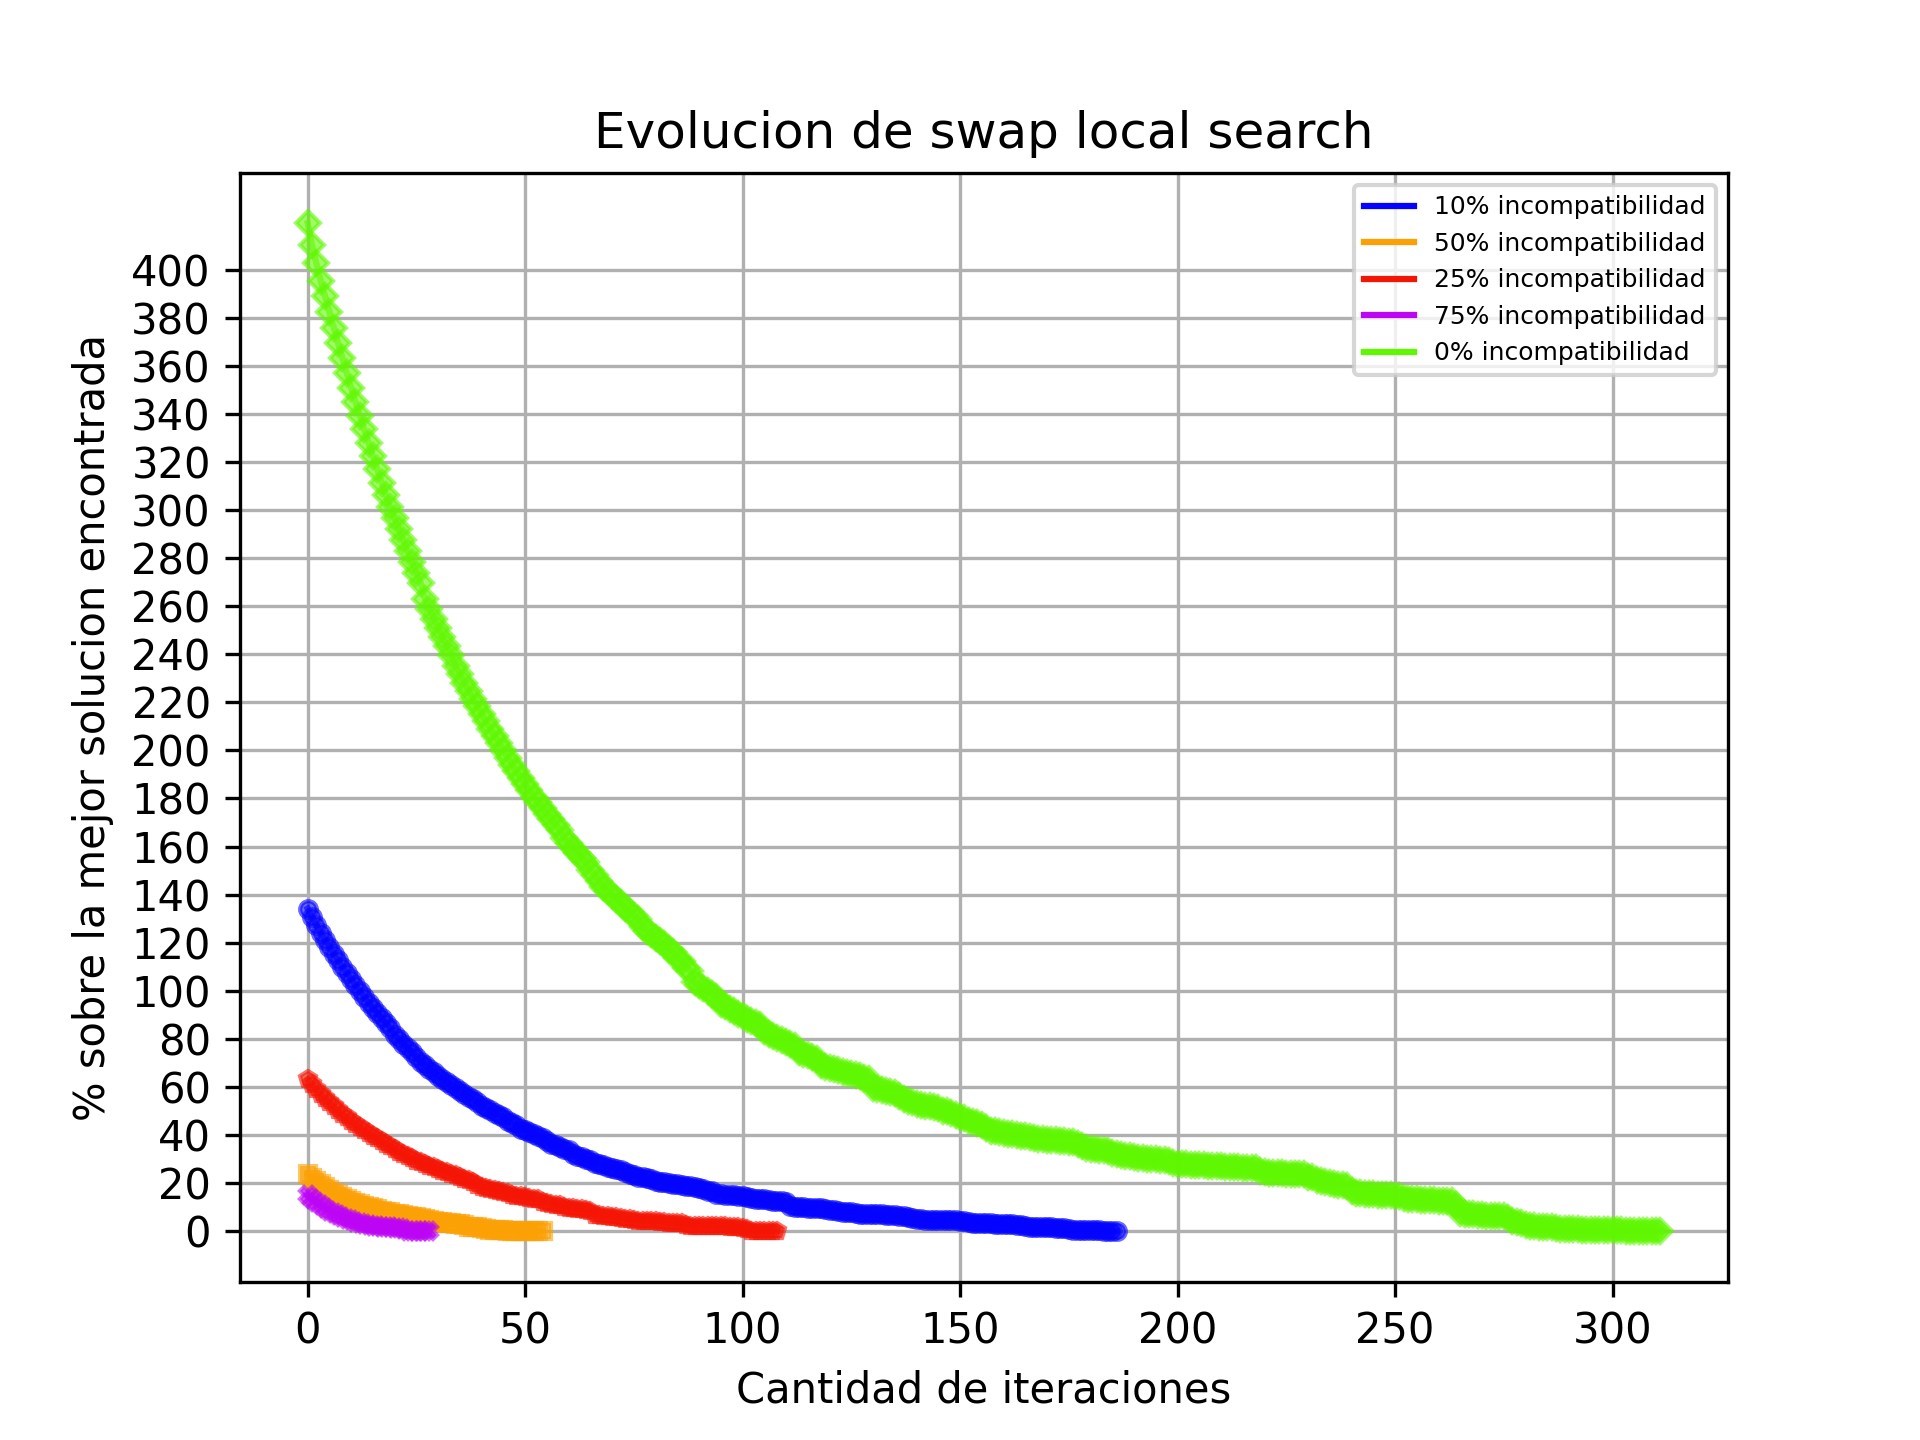 Evolucion de swap local search
10% incompatibilidad
50% incompatibilidad
25% incompatibilidad
75% incompatibilidad
0% incompatibilidad
% sobre la mejor solucion encontrada
400
380
360
340
320
300
280
260
240
220
200
180
160
140
120
100
80
60
40
20
0
0 50 100 150 200 250 300
Cantidad de iteraciones